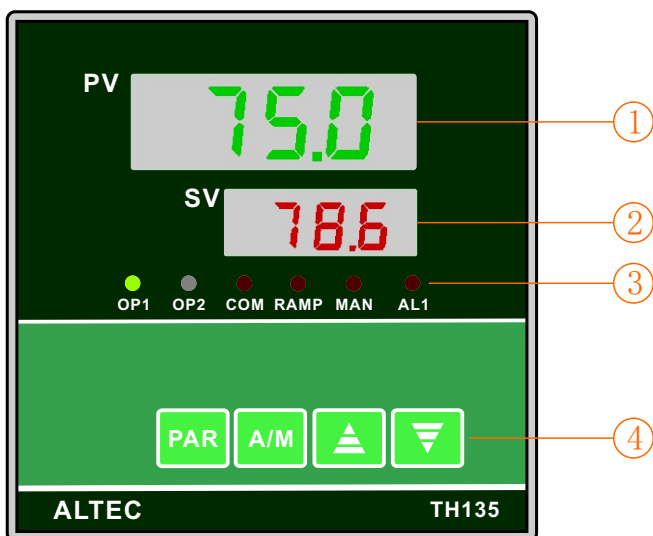 PV
75.0
①
SV
78.6
②
OP1 OP2 COM RAMP MAN AL1
③
PAR A/M
④
ALTEC TH135